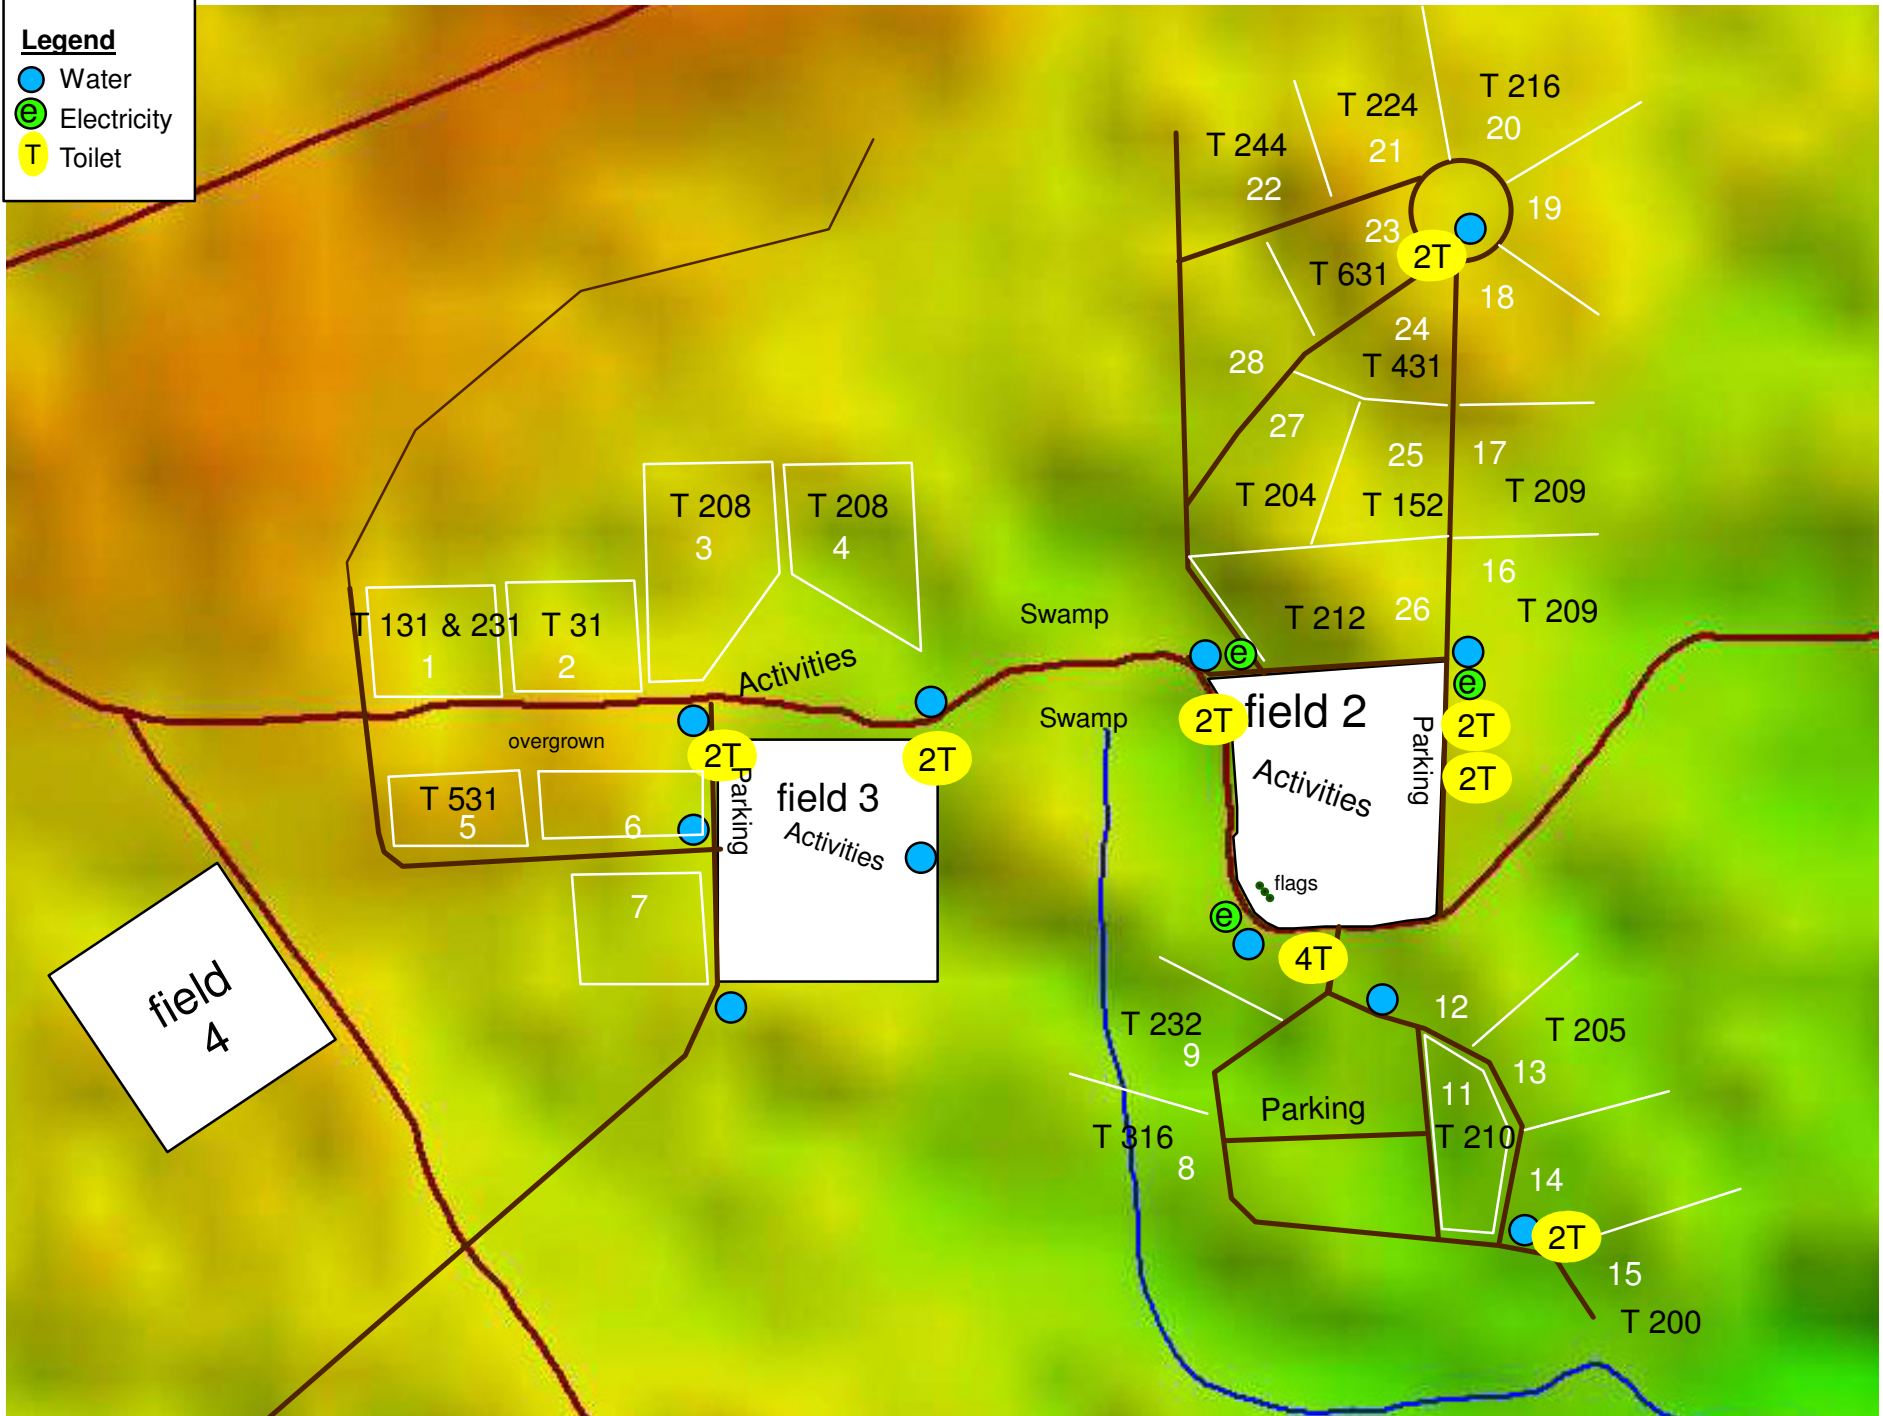 Legend
Water
e Electricity
T Toilet
T 216
20
T 224
21
T 244
22
19
23
2T
T 631
18
24
T 431
28
27
25
17
T 204
T 152
T 209
16
T 209
T 212
26
T 208
3
T 208
4
T 131 & 231
1
T 31
2
Activities
Swamp
Swamp
e
e
2T
field 2
Parking
2T
2T
Activities
flags
e
4T
overgrown
2T
Parking
field 3
2T
Activities
T 531
5
6
7
field
4
T 232
9
12
T 205
13
11
Parking
T 210
T 316
8
14
2T
15
T 200